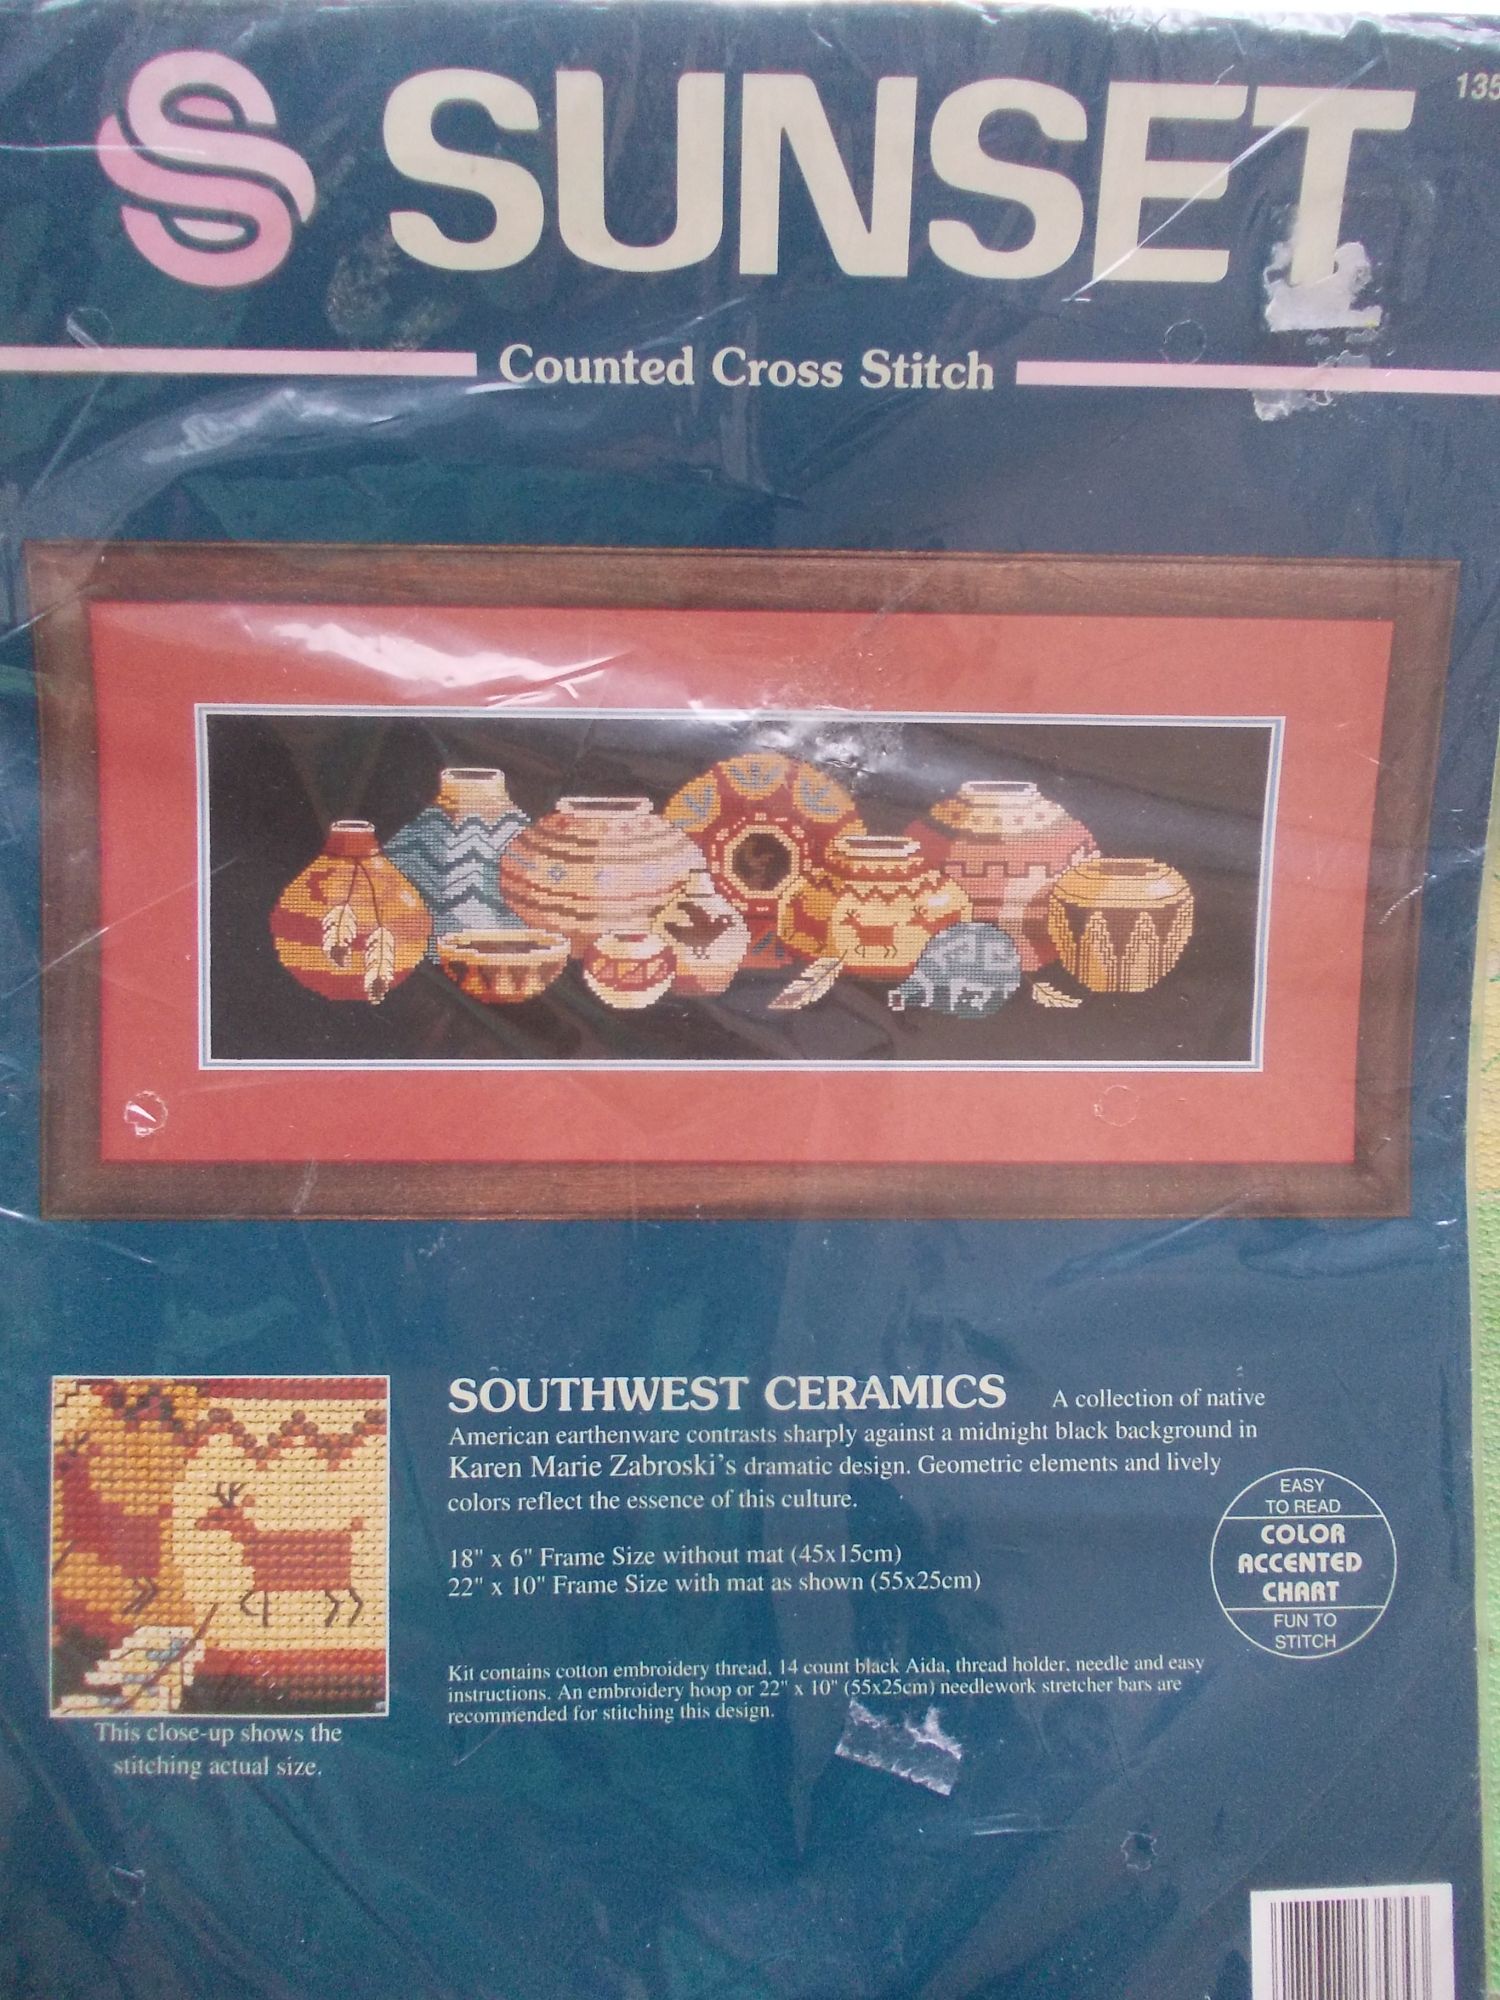 135
SUNSET
Counted Cross Stitch
SOUTHWEST CERAMICS A collection of native
American earthenware contrasts sharply against a midnight black background in
Karen Marie Zabroski's dramatic design. Geometric elements and lively
colors reflect the essence of this culture.
18" x 6" Frame Size without mat (45x15cm)
22" x 10" Frame Size with mat as shown (55x25cm)
EASY
TO READ
COLOR
ACCENTED
CHART
FUN TO
STITCH
Kit contains cotton embroidery thread, 14 count black Aida, thread holder, needle and easy
instructions. An embroidery hoop or 22" x 10" (55x25cm) needlework stretcher bars are
recommended for stitching this design.
This close-up shows the
stitching actual size.